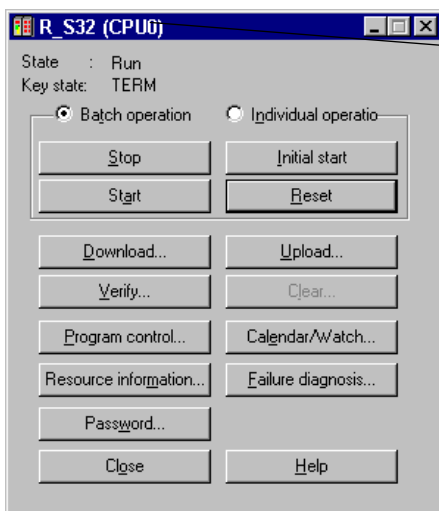 R_S32 (CPU0)
State : Run
Key state: TERM
Batch operation Individual operatio
Stop Initial start
Start Reset
Download... Upload...
Verify... Clear...
Program control... Calendar/Watch...
Resource information... Failure diagnosis...
Password...
Close Help